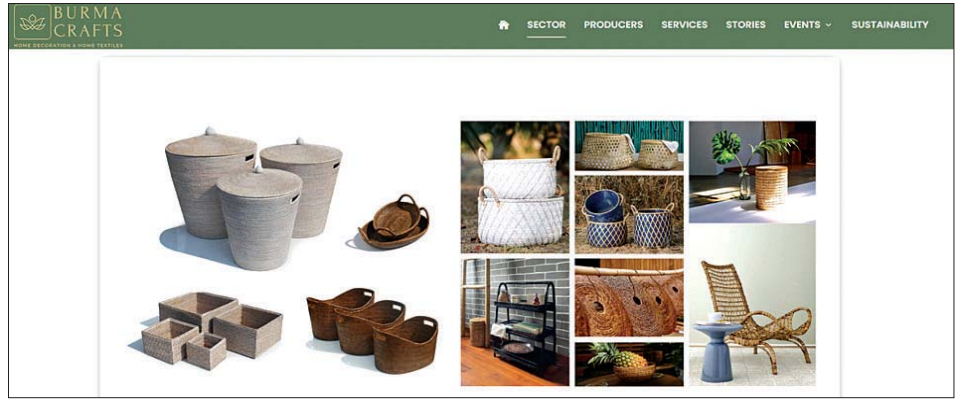 BURMA
CRAFTS
HOME DECORATION & HOME TEXTILES
SECTOR PRODUCERS SERVICES STORIES EVENTS SUSTAINABILITY